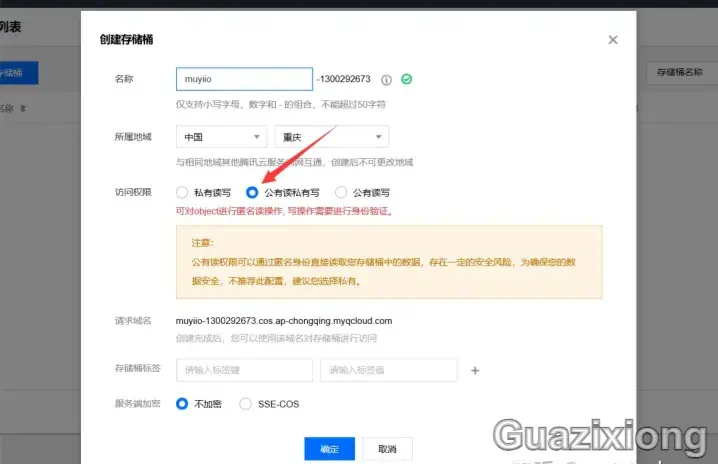 列表
创建存储桶
存储桶
存储桶名称
名称
名称 muyiio -1300292673
仅支持小写字母、数字和 - 的组合，不能超过50字符
所属地域 中国 重庆
与相同地域其他腾讯云服务内网互通，创建后不可更改地域
访问权限 私有读写 公有读私有写 公有读写
可对object进行匿名读操作, 写操作需要进行身份验证。
注意：
公有读权限可以通过匿名身份直接读取您存储桶中的数据，存在一定的安全风险，为确保您的数
据安全，不推荐此配置，建议您选择私有。
请求域名 muyiio-1300292673.cos.ap-chongqing.myqcloud.com
创建完成后，您可以使用该域名对存储桶进行访问
存储桶标签 请输入标签键 请输入标签值 +
服务端加密 不加密 SSE-COS
确定 取消
Guazixiong